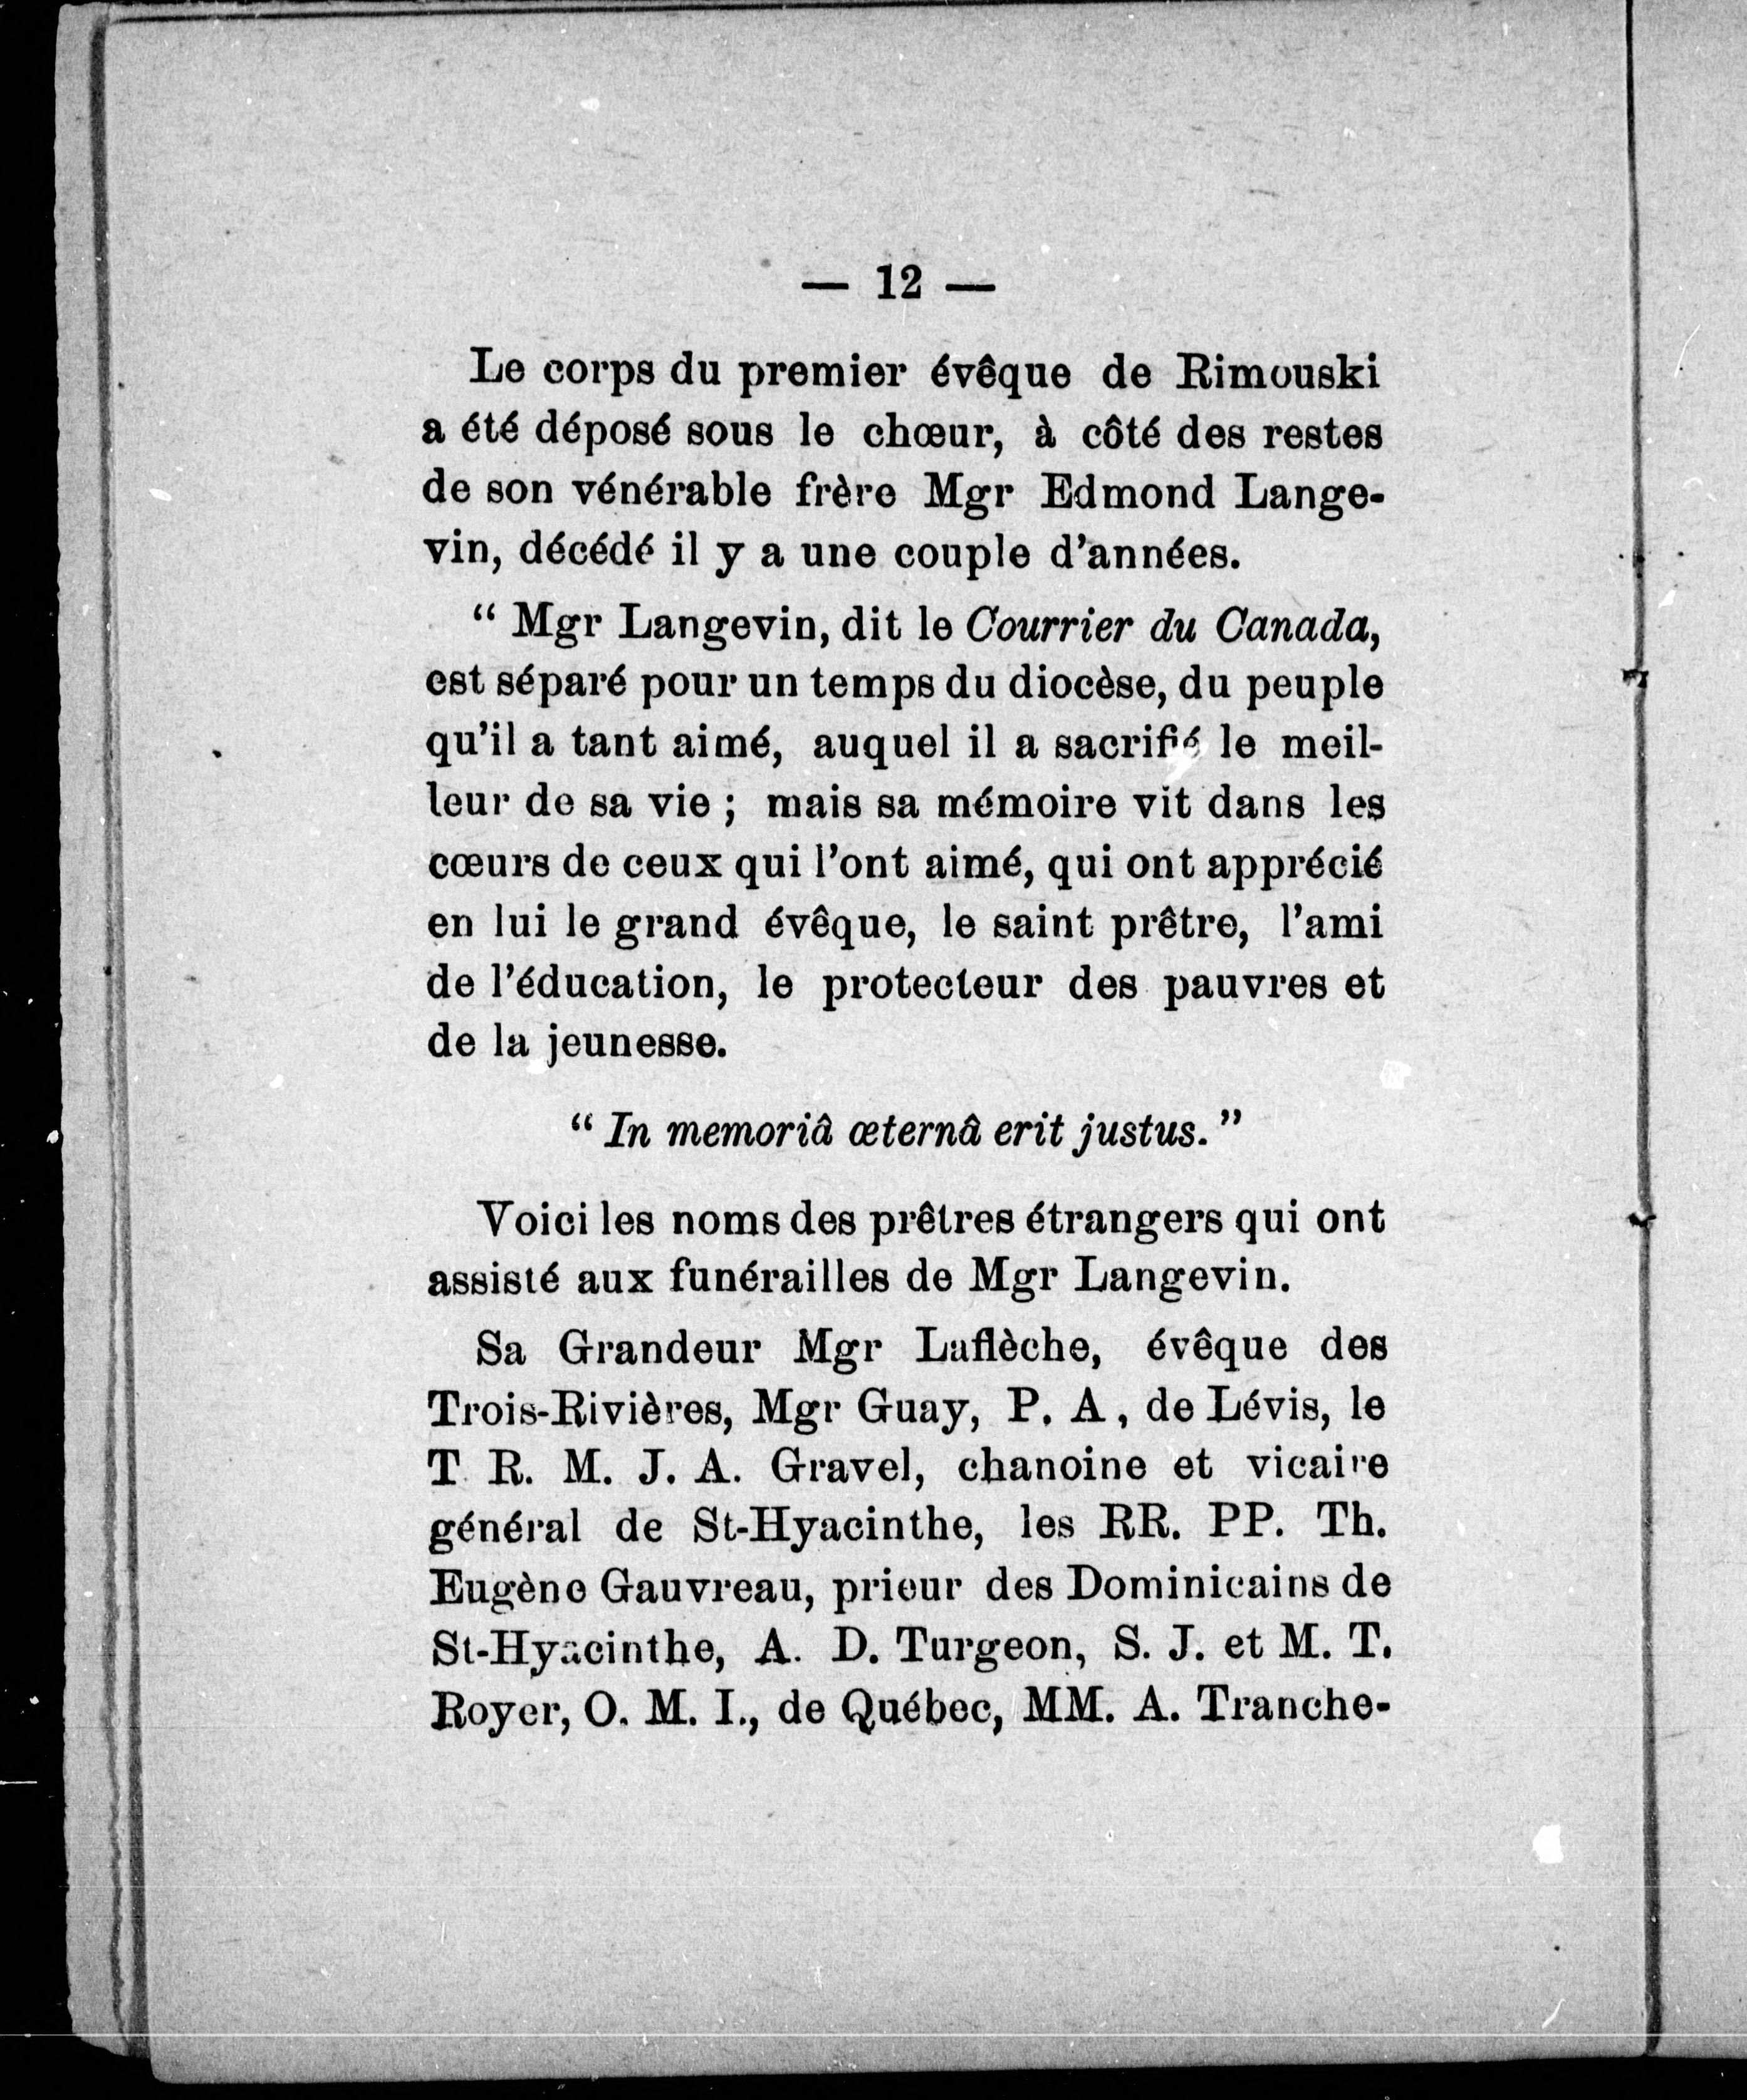 — 12 —
Le corps du premier évêque de Rimouski
a été déposé sous le chœur, à côté des restes
de son vénérable frère Mgr Edmond Lange-
vin, décédé il y a une couple d'années.
“ Mgr Langevin, dit le Courrier du Canada,
est séparé pour un temps du diocèse, du peuple
qu'il a tant aimé, auquel il a sacrifié le meil-
leur de sa vie ; mais sa mémoire vit dans les
cœurs de ceux qui l'ont aimé, qui ont apprécié
en lui le grand évêque, le saint prêtre, l'ami
de l'éducation, le protecteur des pauvres et
de la jeunesse.
“ In memoriâ œternâ erit justus. ”
Voici les noms des prêtres étrangers qui ont
assisté aux funérailles de Mgr Langevin.
Sa Grandeur Mgr Laflèche, évêque des
Trois-Rivières, Mgr Guay, P. A , de Lévis, le
T R. M. J. A. Gravel, chanoine et vicaire
général de St-Hyacinthe, les RR. PP. Th.
Eugène Gauvreau, prieur des Dominicains de
St-Hyacinthe, A. D. Turgeon, S. J. et M. T.
Royer, O. M. I., de Québec, MM. A. Tranche-